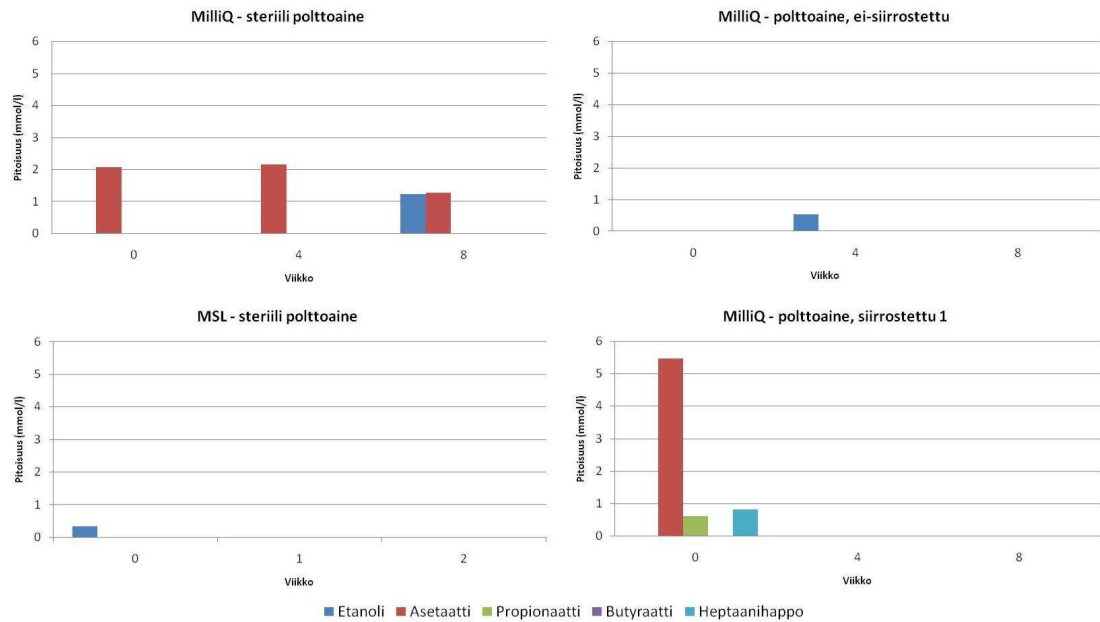 MilliQ - steriili polttoaine
Pitoisuus (mmol/l)
6
5
4
3
2
1
0
0 4 8
Viikko
MilliQ - polttoaine, ei-siirrostettu
Pitoisuus (mmol/l)
6
5
4
3
2
1
0
0 4 8
Viikko
MSL - steriili polttoaine
Pitoisuus (mmol/l)
6
5
4
3
2
1
0
0 1 2
Viikko
MilliQ - polttoaine, siirrostettu 1
Pitoisuus (mmol/l)
6
5
4
3
2
1
0
0 4 8
Viikko
Etanoli Asetaatti Propionaatti Butyraatti Heptaanihappo